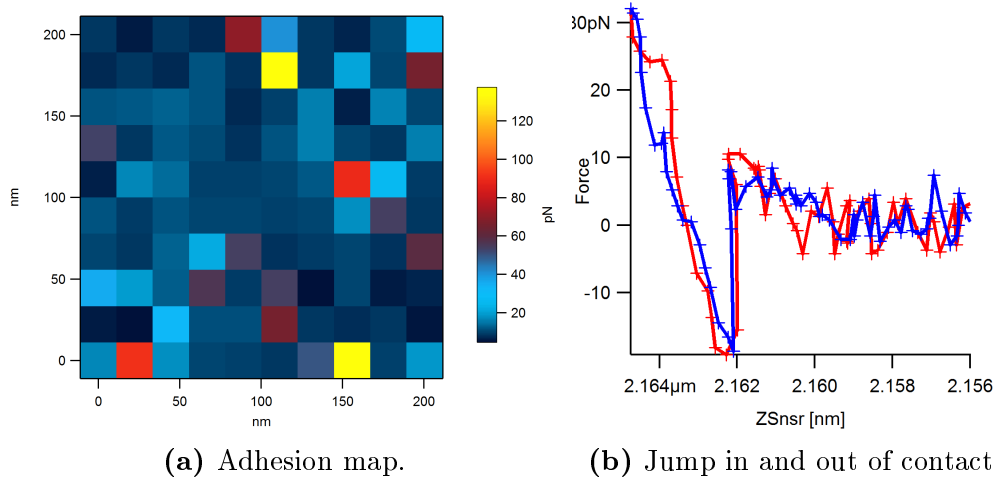 200
150
100
50
0
nm
0
50
100
150
200
nm
120
100
80
60
40
20
pN
30pN
20
10
0
-10
Force
2.164µm
2.162
2.160
2.158
2.156
ZSnsr [nm]
(a) Adhesion map.
(b) Jump in and out of contact